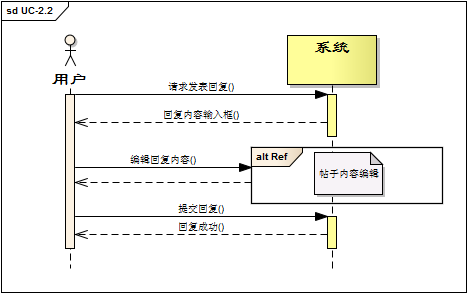 sd UC-2.2
系统
用户
请求发表回复()
回复内容输入框()
编辑回复内容()
alt Ref
帖子内容编辑
提交回复()
回复成功()